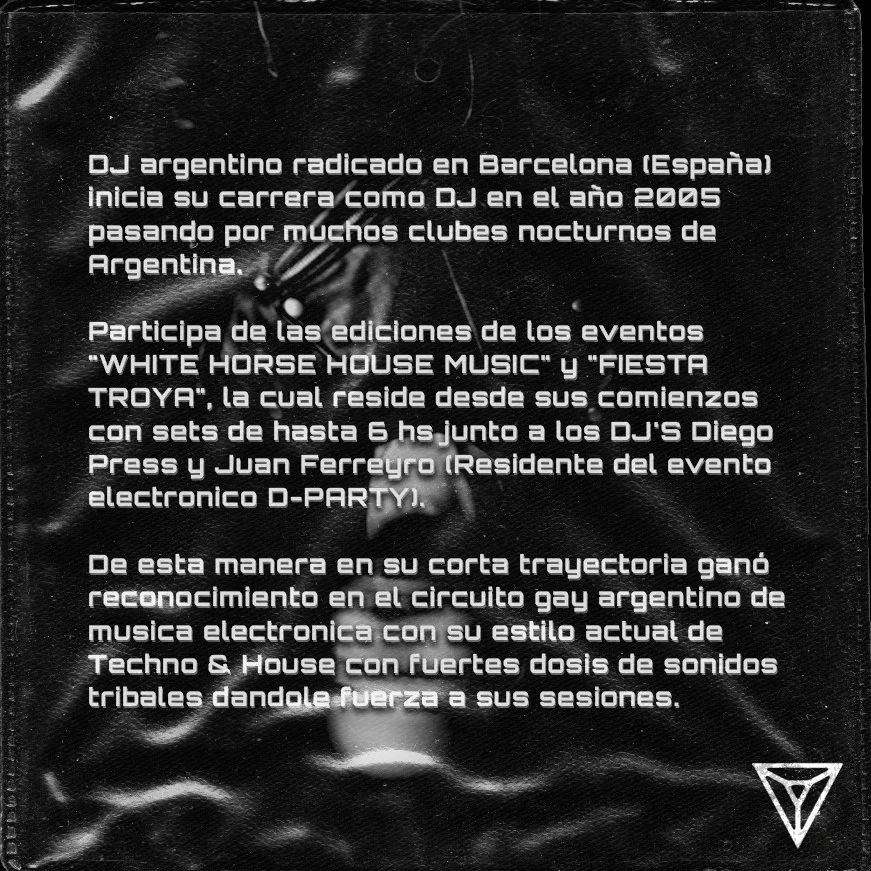 DJ argentino radicado en Barcelona (España)
inicia su carrera como DJ en el año 2005
pasando por muchos clubes nocturnos de
Argentina.
Participa de las ediciones de los eventos
"WHITE HORSE HOUSE MUSIC" y "FIESTA
TROYA", la cual reside desde sus comienzos
con sets de hasta 6 hs junto a los DJ'S Diego
Press y Juan Ferreyro (Residente del evento
electronico D-PARTY).
De esta manera en su corta trayectoria ganó
reconocimiento en el circuito gay argentino de
musica electronica con su estilo actual de
Techno & House con fuertes dosis de sonidos
tribales dandole fuerza a sus sesiones.